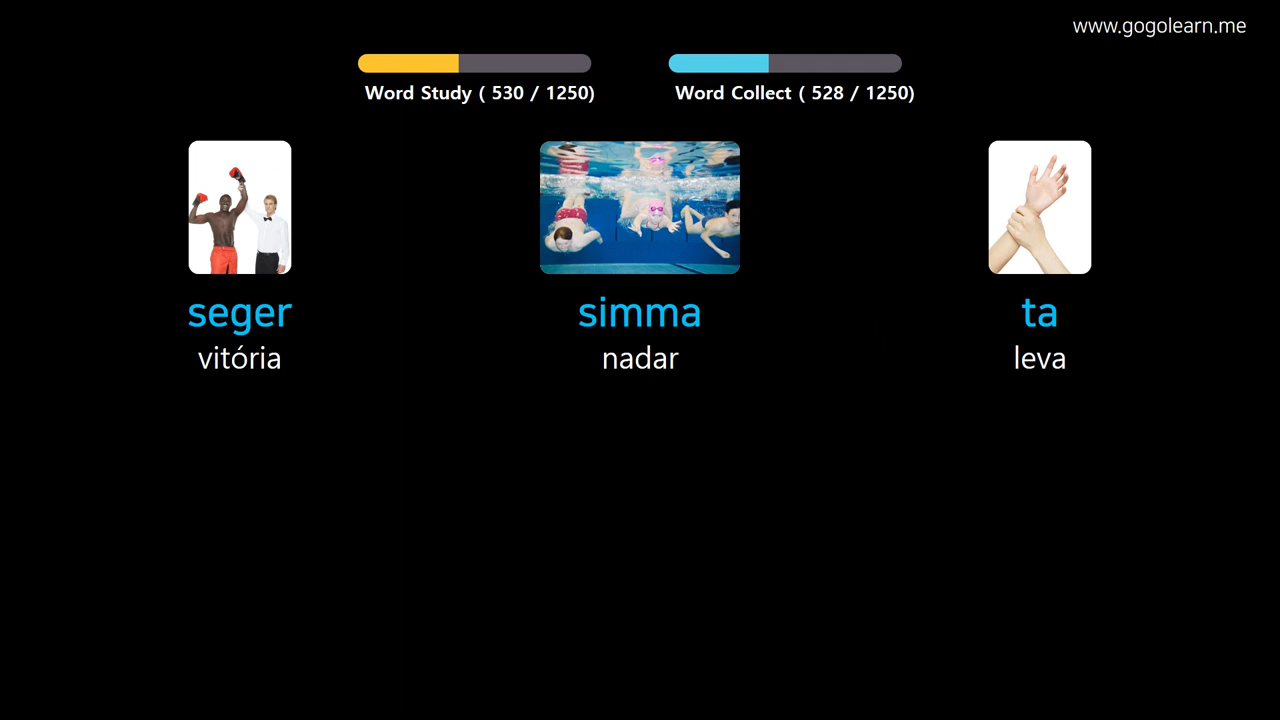 www.gogolearn.me
Word Study ( 530 / 1250)
Word Collect ( 528 / 1250)
seger
simma
ta
vitória
nadar
leva